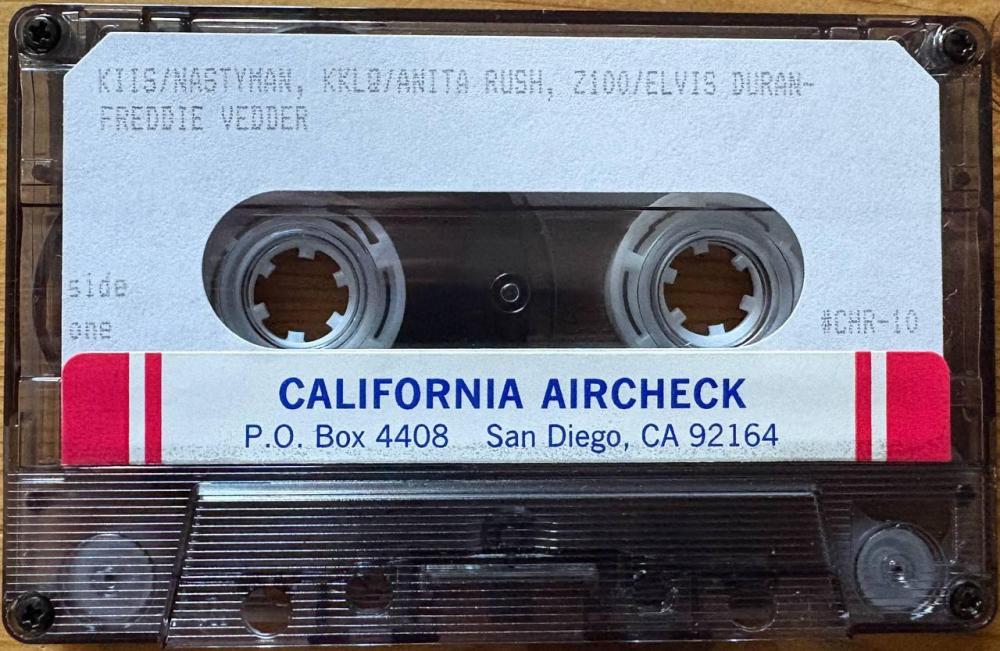 KIIS/NASTYMAN, KKLQ/ANITA RUSH, Z100/ELVIS DURAN-
FREDDIE VEDDER
side
one
#CHR-10
CALIFORNIA AIRCHECK
P.O. Box 4408 San Diego, CA 92164